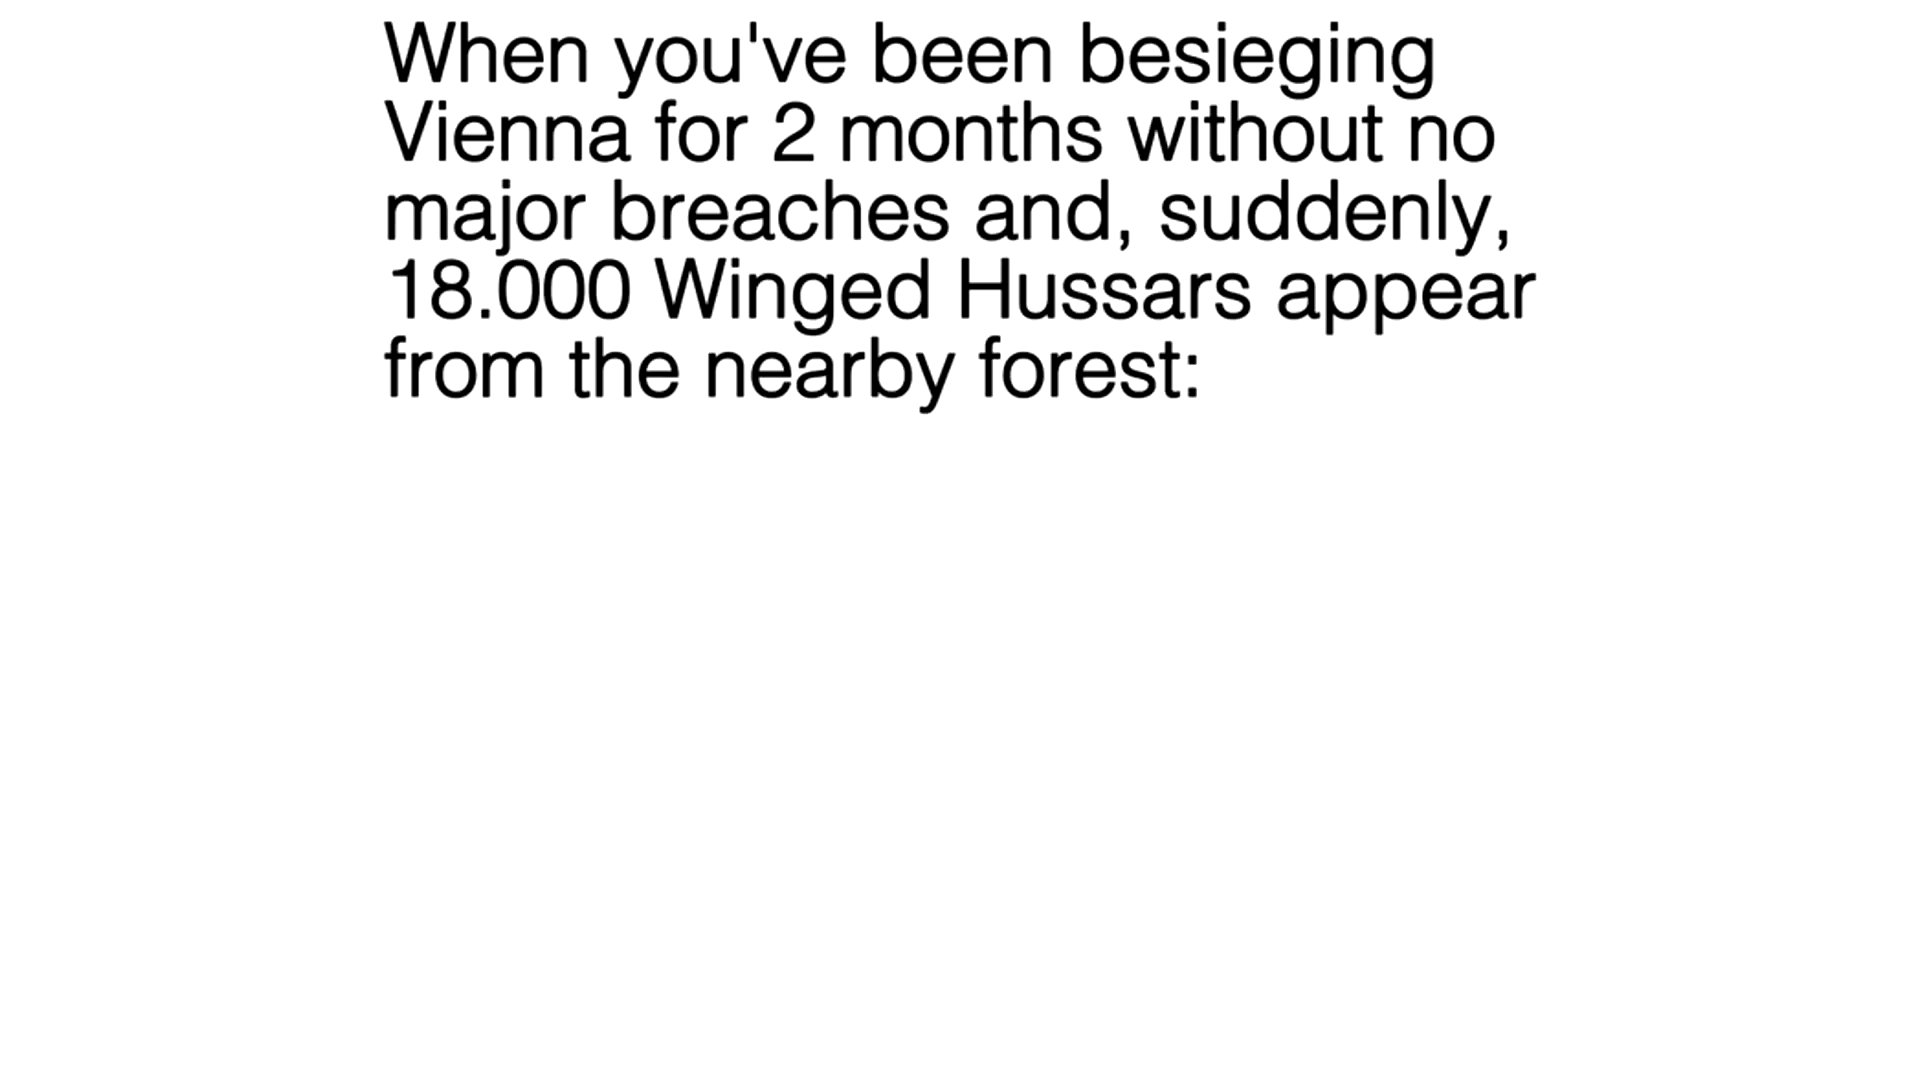 When you've been besieging
Vienna for 2 months without no
major breaches and, suddenly,
18.000 Winged Hussars appear
from the nearby forest: